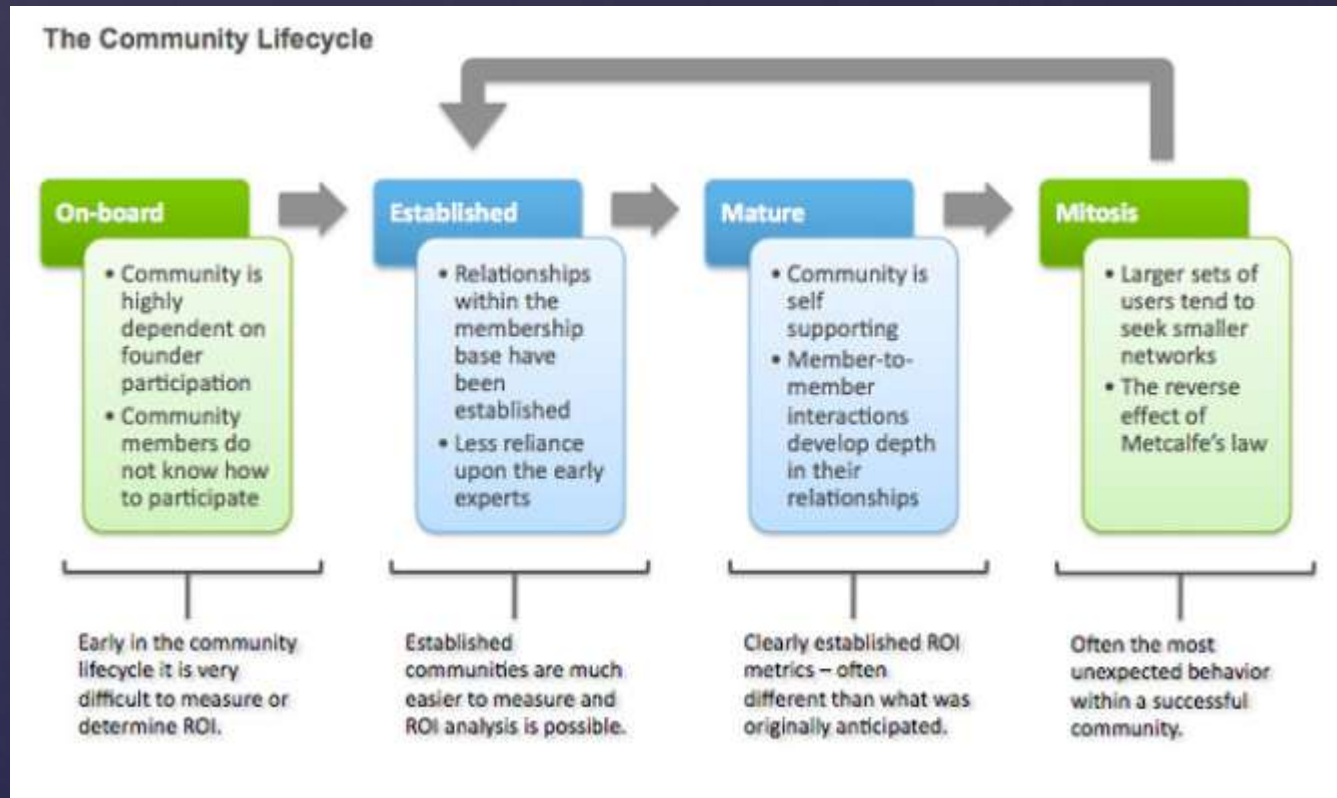 The Community Lifecycle
On-board
• Community is
highly
dependent on
founder
participation
• Community
members do
not know how
to participate
Early in the community
lifecycle it is very
difficult to measure or
determine ROI.
Established
• Relationships
within the
membership
base have
been
established
• Less reliance
upon the early
experts
Established
communities are much
easier to measure and
ROI analysis is possible.
Mature
• Community is
self
supporting
• Member-to-
member
interactions
develop depth
in their
relationships
Clearly established ROI
metrics – often
different than what was
originally anticipated.
Mitosis
• Larger sets of
users tend to
seek smaller
networks
• The reverse
effect of
Metcalfe's law
Often the most
unexpected behavior
within a successful
community.